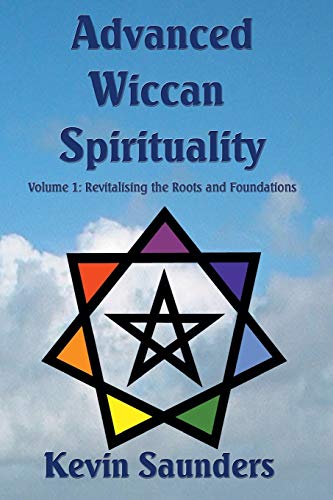 Advanced
Wiccan
Spirituality
Volume 1: Revitalising the Roots and Foundations
Kevin Saunders